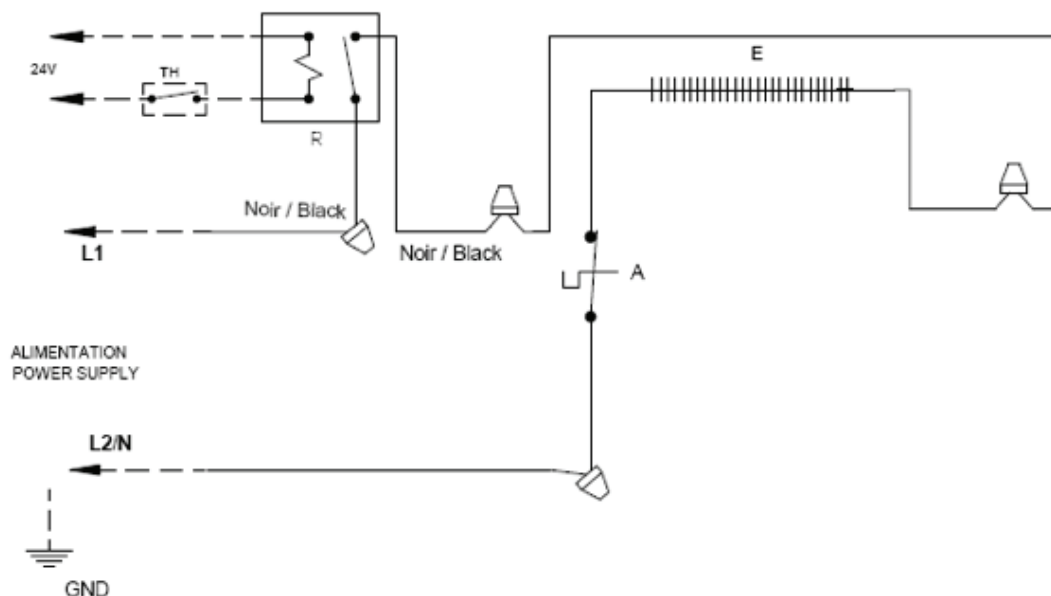 24V
TH
R
E
Noir / Black
L1
Noir / Black
A
ALIMENTATION
POWER SUPPLY
L2/N
GND